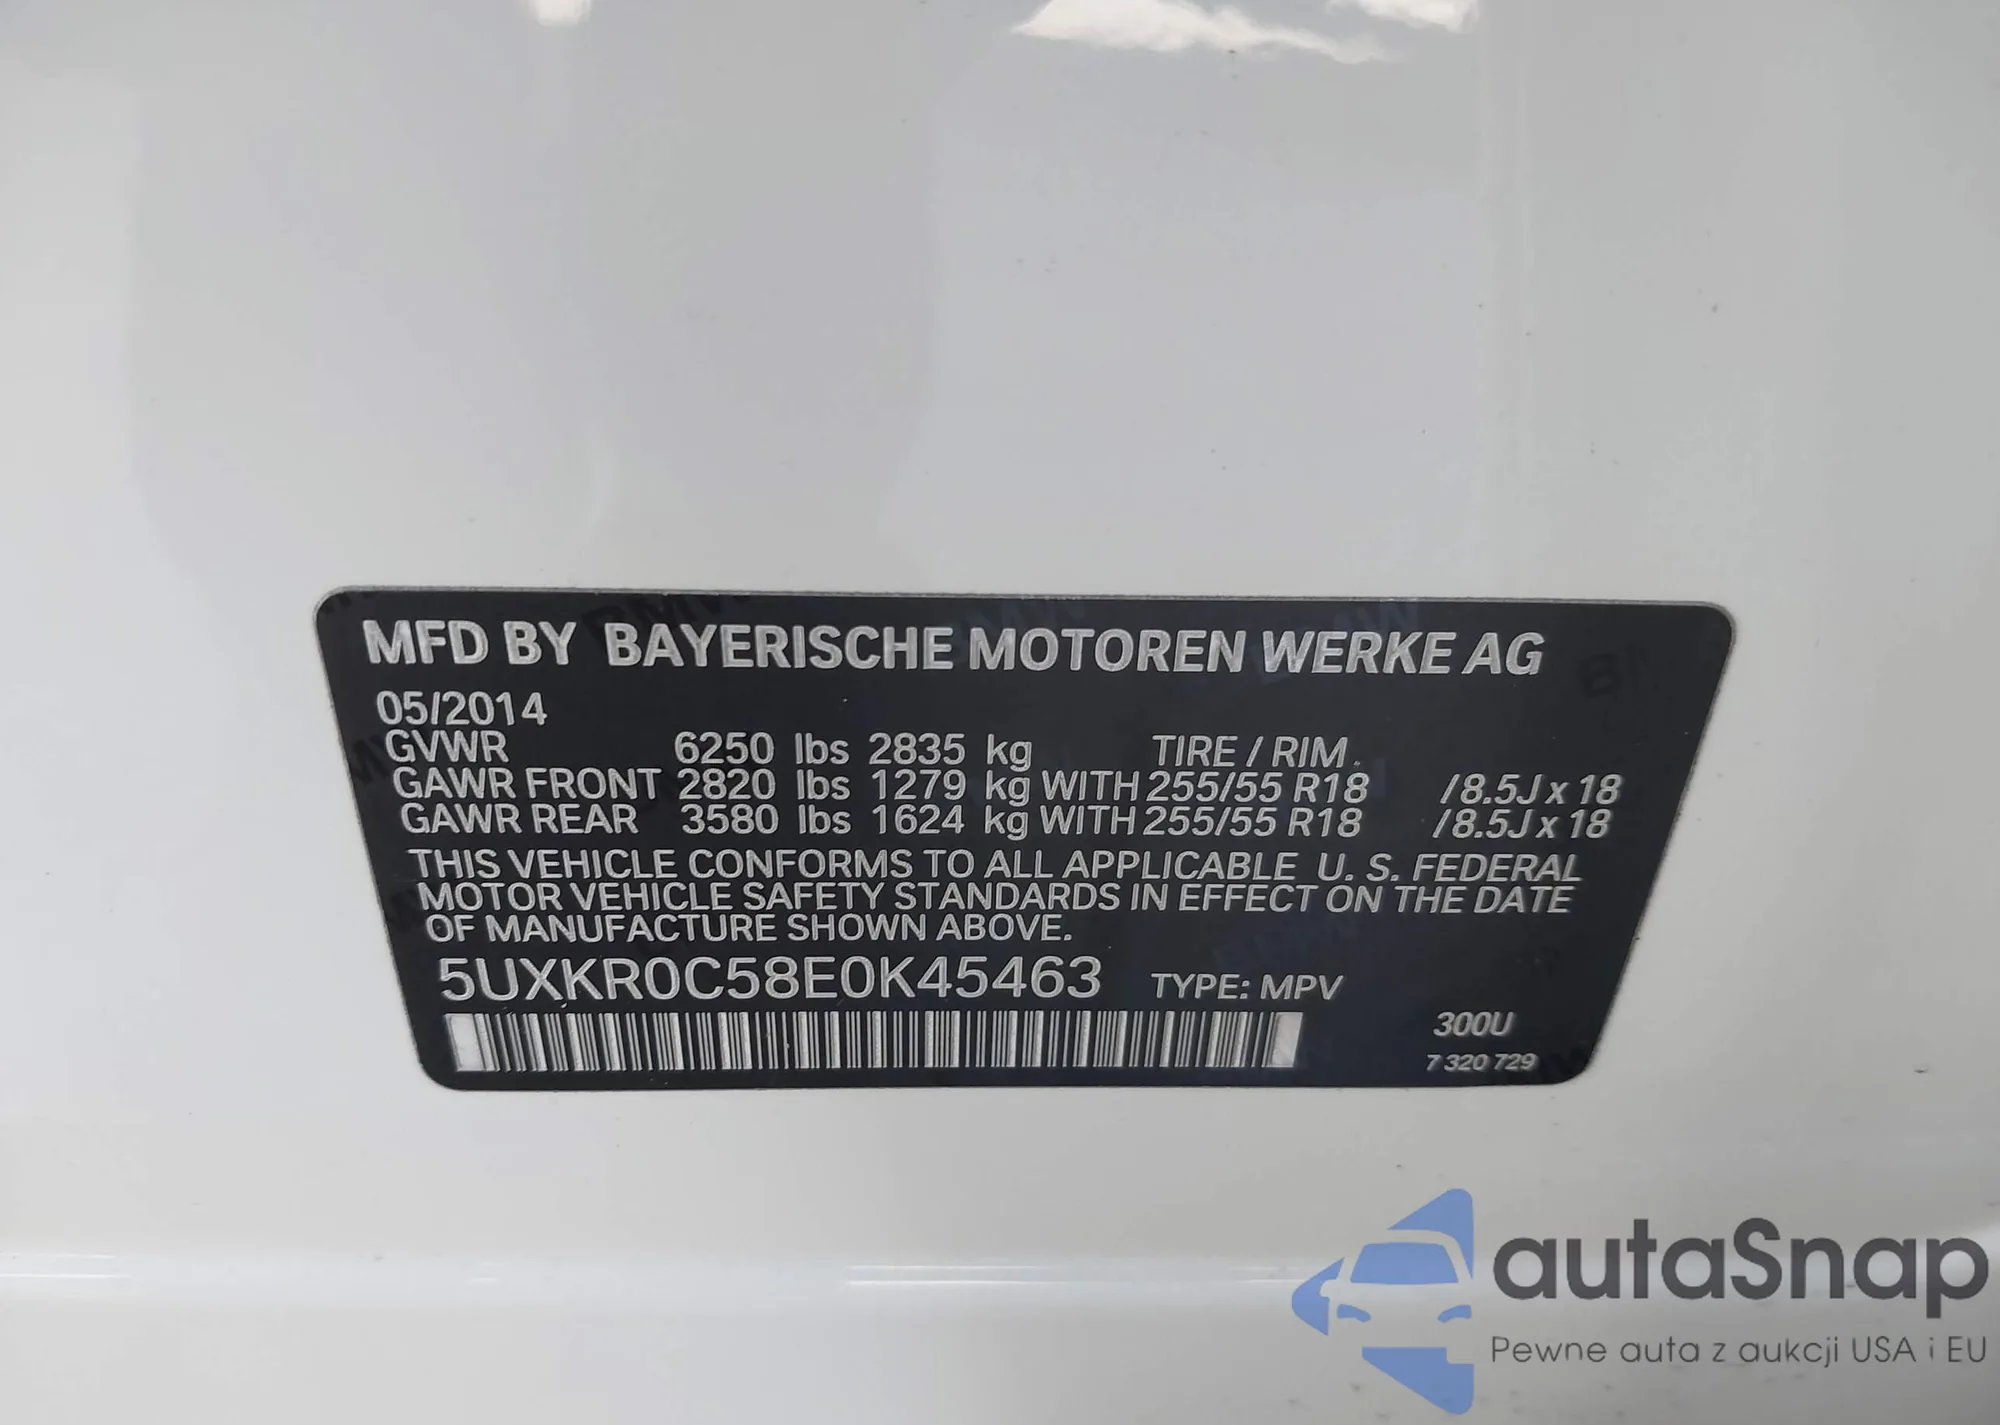 MFD BY BAYERISCHE MOTOREN WERKE AG
05/2014
GVWR 6250 lbs 2835 kg TIRE / RIM
GAWR FRONT 2820 lbs 1279 kg WITH 255/55 R18 /8.5J x 18
GAWR REAR 3580 lbs 1624 kg WITH 255/55 R18 /8.5J x 18
THIS VEHICLE CONFORMS TO ALL APPLICABLE U. S. FEDERAL
MOTOR VEHICLE SAFETY STANDARDS IN EFFECT ON THE DATE
OF MANUFACTURE SHOWN ABOVE.
5UXKR0C58E0K45463 TYPE: MPV
300U
7 320 729
autaSnap
Pewne auta z aukcji USA i EU